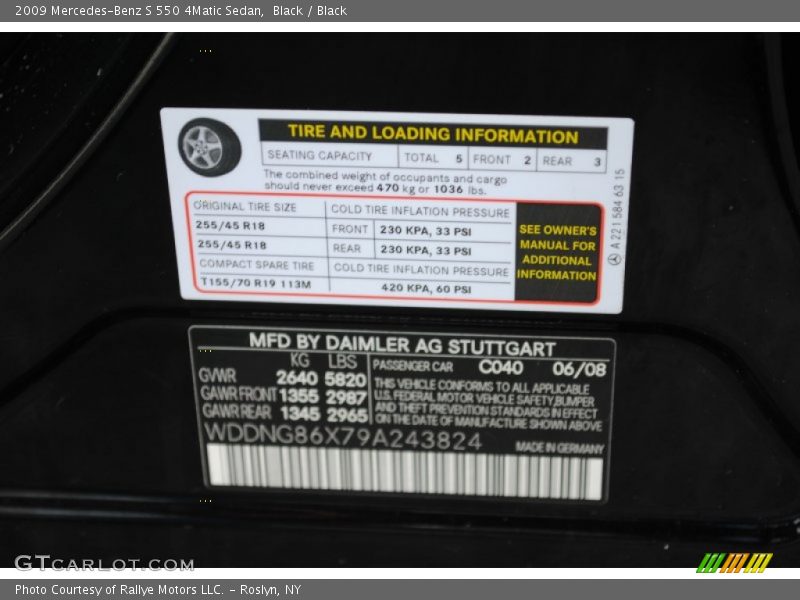 2009 Mercedes-Benz S 550 4Matic Sedan,  Black / Black
TIRE AND LOADING INFORMATION
SEATING CAPACITY TOTAL 5 FRONT 2 REAR 3
The combined weight of occupants and cargo
should never exceed 470 kg or 1036 lbs.
ORIGINAL TIRE SIZE COLD TIRE INFLATION PRESSURE
255/45 R18 FRONT 230 KPA, 33 PSI
255/45 R18 REAR 230 KPA, 33 PSI
COMPACT SPARE TIRE COLD TIRE INFLATION PRESSURE
T155/70 R19 113M 420 KPA, 60 PSI
SEE OWNER'S
MANUAL FOR
ADDITIONAL
INFORMATION
A 221 584 63 15
MFD BY DAIMLER AG STUTTGART
KG LBS
GVWR 2640 5820
GAWR FRONT 1355 2987
GAWR REAR 1345 2965
PASSENGER CAR C040 06/08
THIS VEHICLE CONFORMS TO ALL APPLICABLE
U.S. FEDERAL MOTOR VEHICLE SAFETY, BUMPER
AND THEFT PREVENTION STANDARDS IN EFFECT
ON THE DATE OF MANUFACTURE SHOWN ABOVE
WDDNG86X79A243824 MADE IN GERMANY
GTCARLOT.COM
Photo Courtesy of Rallye Motors LLC. - Roslyn, NY